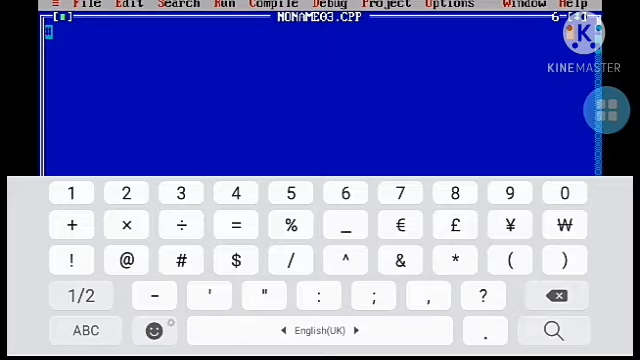 ≡ File Edit Search Run Compile Debug Project Options Window Help
NONAME03.CPP 6
#
K
KINEMASTER
1 2 3 4 5 6 7 8 9 0
+ × ÷ = % _ € £ ¥ ₩
! @ # $ / ^ & * ( )
1/2 - ' " : ; , ?
ABC English(UK) .